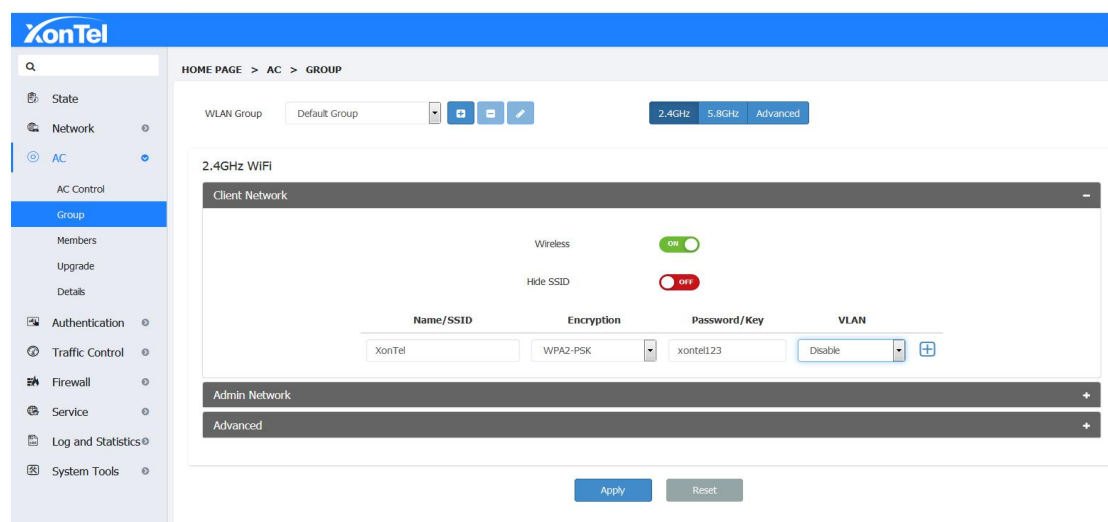 XonTel
HOME PAGE > AC > GROUP
State
Network
AC
AC Control
Group
Members
Upgrade
Details
Authentication
Traffic Control
Firewall
Service
Log and Statistics
System Tools
WLAN Group Default Group 2.4GHz 5.8GHz Advanced
2.4GHz WiFi
Client Network
Wireless ON
Hide SSID OFF
Name/SSID Encryption Password/Key VLAN
XonTel WPA2-PSK xontel123 Disable
Admin Network
Advanced
Apply Reset